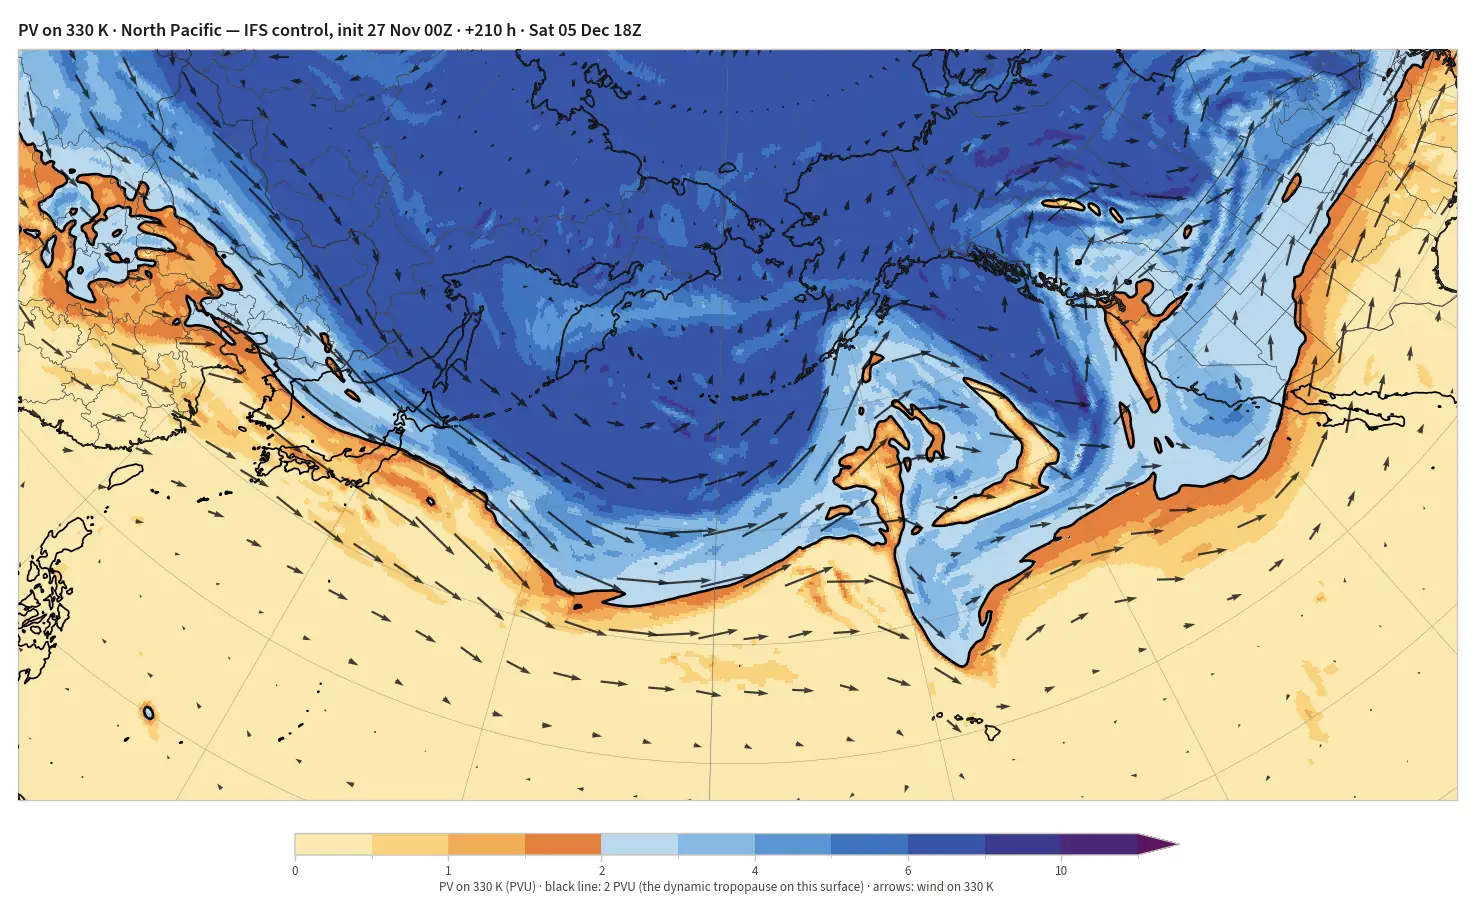 PV on 330 K · North Pacific — IFS control, init 27 Nov 00Z · +210 h · Sat 05 Dec 18Z
0 1 2 4 6 10
PV on 330 K (PVU) · black line: 2 PVU (the dynamic tropopause on this surface) · arrows: wind on 330 K